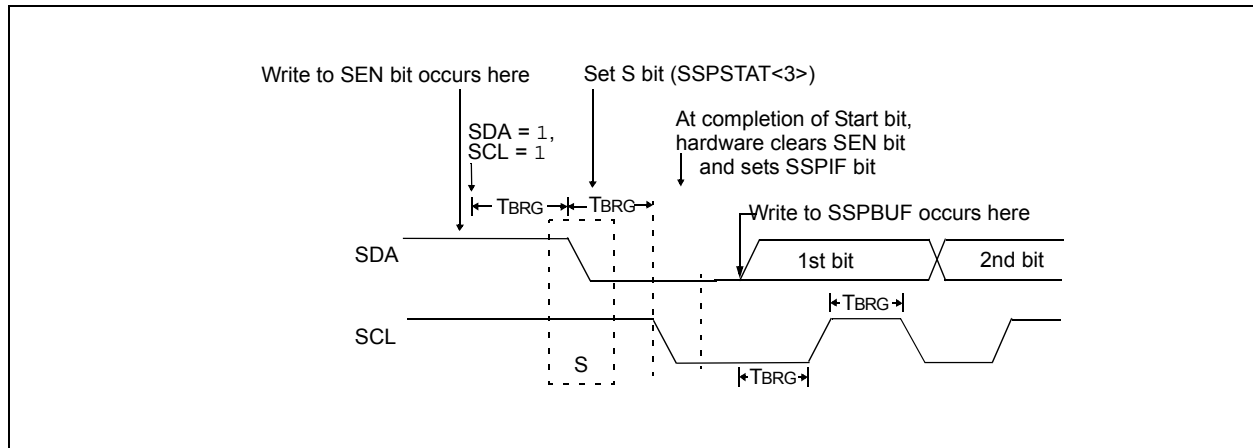 Write to SEN bit occurs here
Set S bit (SSPSTAT<3>)
SDA = 1,
SCL = 1
At completion of Start bit,
hardware clears SEN bit
and sets SSPIF bit
TBRG
TBRG
Write to SSPBUF occurs here
SDA
1st bit
2nd bit
TBRG
SCL
S
TBRG